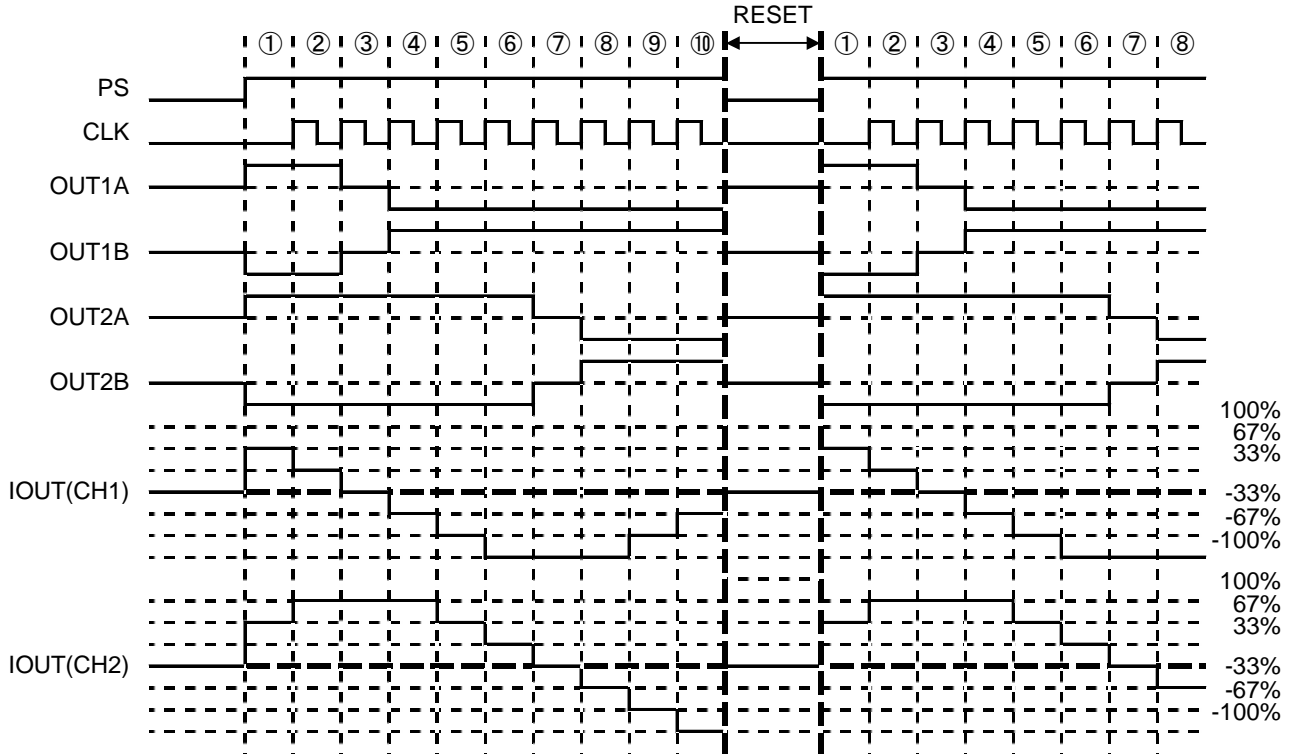 RESET
① ② ③ ④ ⑤ ⑥ ⑦ ⑧ ⑨ ⑩ ① ② ③ ④ ⑤ ⑥ ⑦ ⑧
PS
CLK
OUT1A
OUT1B
OUT2A
OUT2B
100%
67%
33%
IOUT(CH1)
-33%
-67%
-100%
100%
67%
33%
IOUT(CH2)
-33%
-67%
-100%